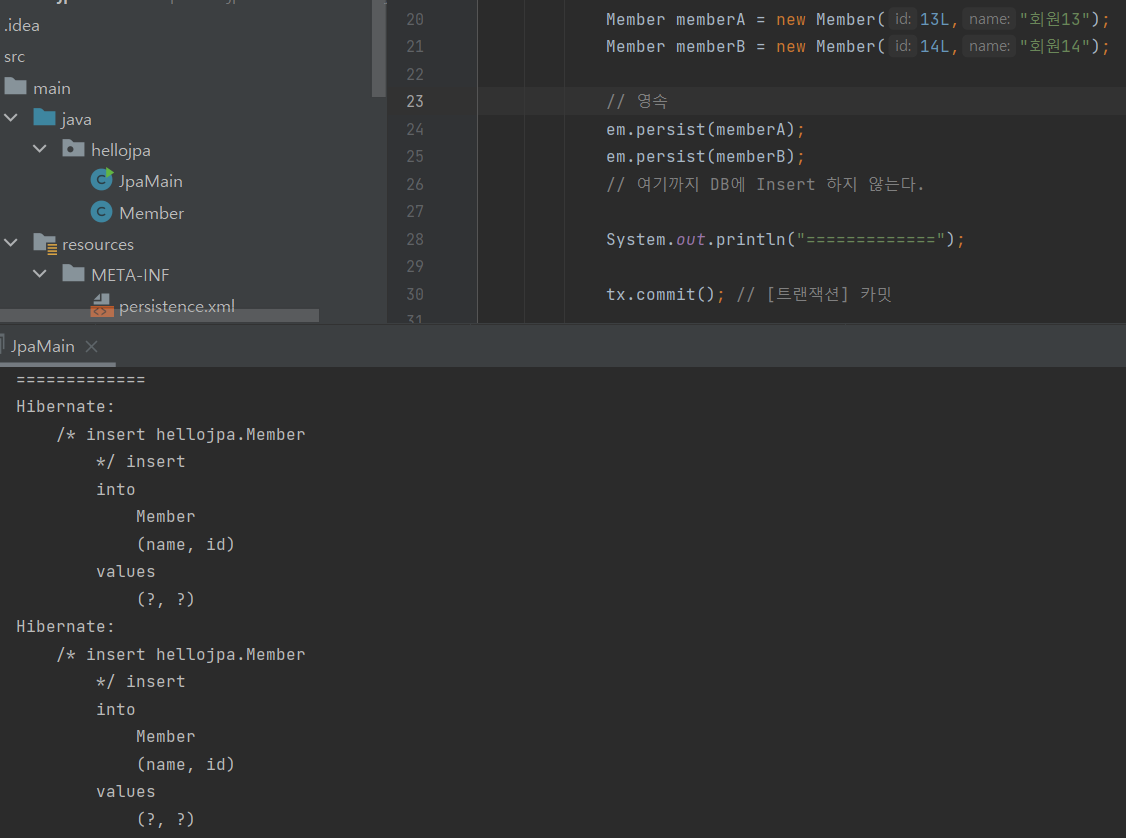 .idea
src
main
java
hellojpa
JpaMain
Member
resources
META-INF
persistence.xml
20 Member memberA = new Member( id: 13L, name: "회원13");
21 Member memberB = new Member( id: 14L, name: "회원14");
22
23 // 영속
24 em.persist(memberA);
25 em.persist(memberB);
26 // 여기까지 DB에 Insert 하지 않는다.
27
28 System.out.println("=============");
29
30 tx.commit(); // [트랜잭션] 카밋
31
JpaMain
=============
Hibernate:
/* insert hellojpa.Member
*/ insert
into
Member
(name, id)
values
(?, ?)
Hibernate:
/* insert hellojpa.Member
*/ insert
into
Member
(name, id)
values
(?, ?)